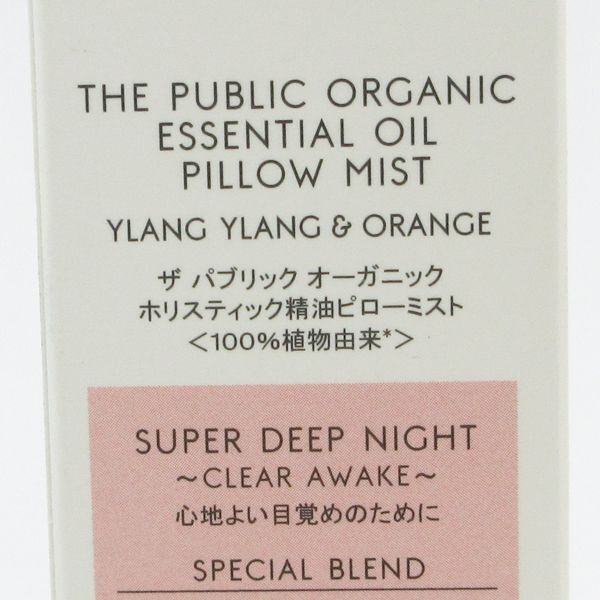 THE PUBLIC ORGANIC
ESSENTIAL OIL
PILLOW MIST
YLANG YLANG & ORANGE
ザ パブリック オーガニック
ホリスティック精油ピローミスト
＜100%植物由来*＞
SUPER DEEP NIGHT
～CLEAR AWAKE～
心地よい目覚めのために
SPECIAL BLEND